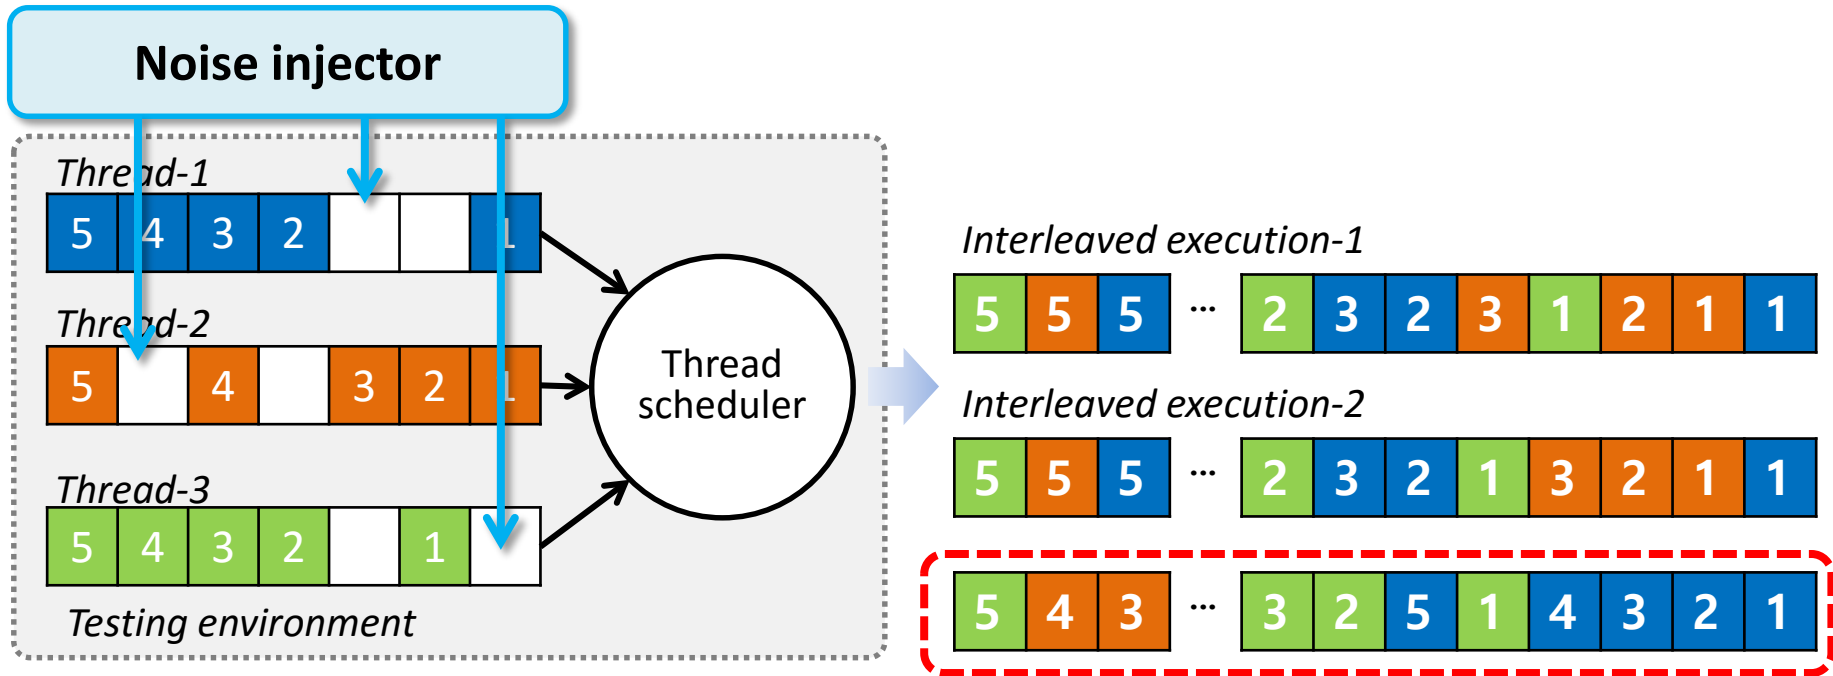 Noise injector
Thread-1
5 4 3 2 1
Thread-2
5 4 3 2 1
Thread-3
5 4 3 2 1
Testing environment
Thread
scheduler
Interleaved execution-1
5 5 5 ... 2 3 2 3 1 2 1 1
Interleaved execution-2
5 5 5 ... 2 3 2 1 3 2 1 1
5 4 3 ... 3 2 5 1 4 3 2 1